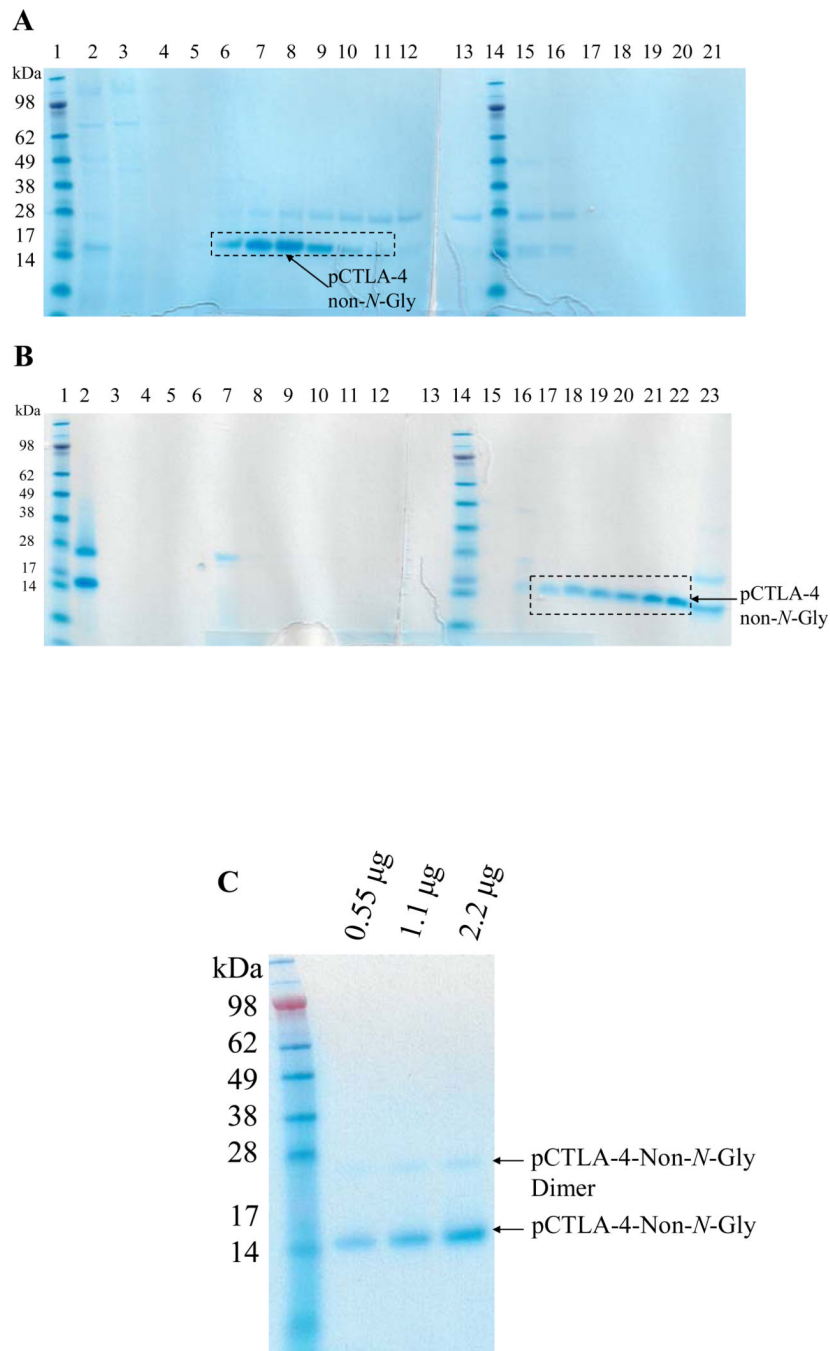 A
1 2 3 4 5 6 7 8 9 10 11 12 13 14 15 16 17 18 19 20 21
kDa
98
62
49
38
28
17
14
pCTLA-4
non-N-Gly
B
1 2 3 4 5 6 7 8 9 10 11 12 13 14 15 16 17 18 19 20 21 22 23
kDa
98
62
49
38
28
17
14
pCTLA-4
non-N-Gly
C
0.55 µg
1.1 µg
2.2 µg
kDa
98
62
49
38
28
17
14
pCTLA-4-Non-N-Gly
Dimer
pCTLA-4-Non-N-Gly